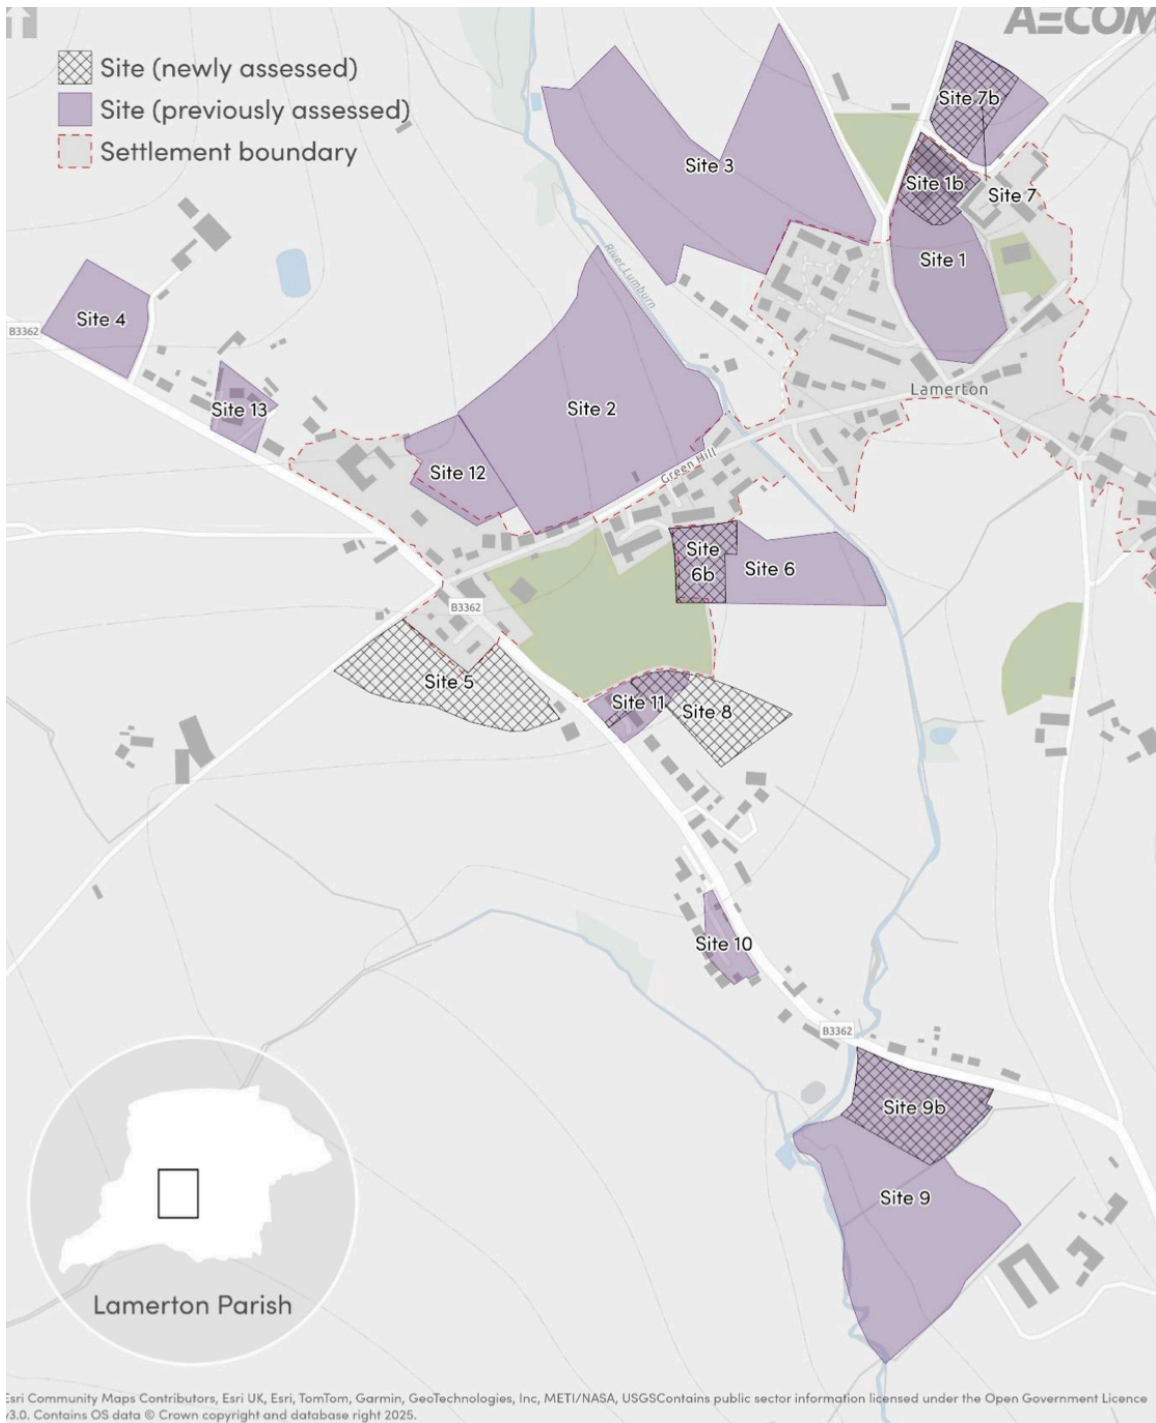 AECOM
Site (newly assessed)
Site (previously assessed)
Settlement boundary
Site 7b
Site 3
Site 1b
Site 7
Site 1
River Lumburn
Site 4
B3362
Site 13
Site 2
Lamerton
Site 12
Green Hill
Site
6b
Site 6
B3362
Site 5
Site 11
Site 8
Site 10
B3362
Site 9b
Site 9
Lamerton Parish
Esri Community Maps Contributors, Esri UK, Esri, TomTom, Garmin, GeoTechnologies, Inc, METI/NASA, USGSContains public sector information licensed under the Open Government Licence
v3.0. Contains OS data © Crown copyright and database right 2025.